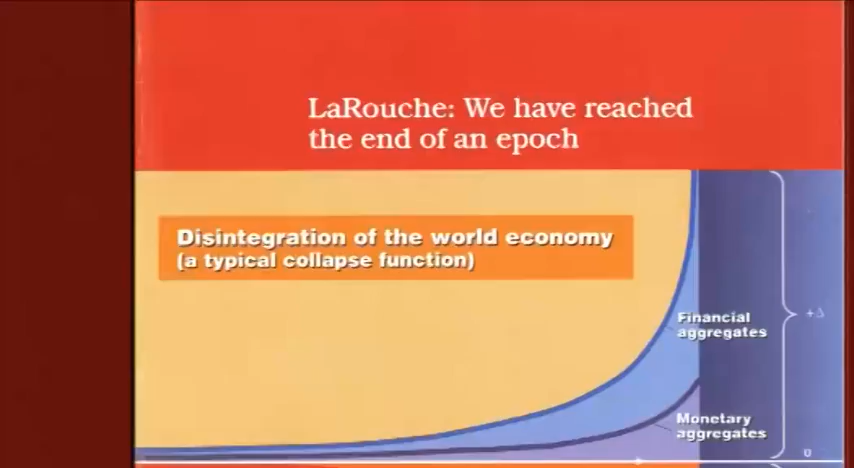 LaRouche: We have reached
the end of an epoch
Disintegration of the world economy
(a typical collapse function)
Financial
aggregates
+Δ
Monetary
aggregates
0